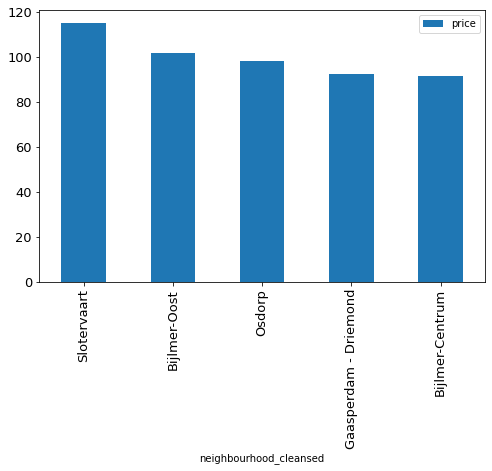 120
100
80
60
40
20
0
price
Slotervaart
Bijlmer-Oost
Osdorp
Gaasperdam - Driemond
Bijlmer-Centrum
neighbourhood_cleansed